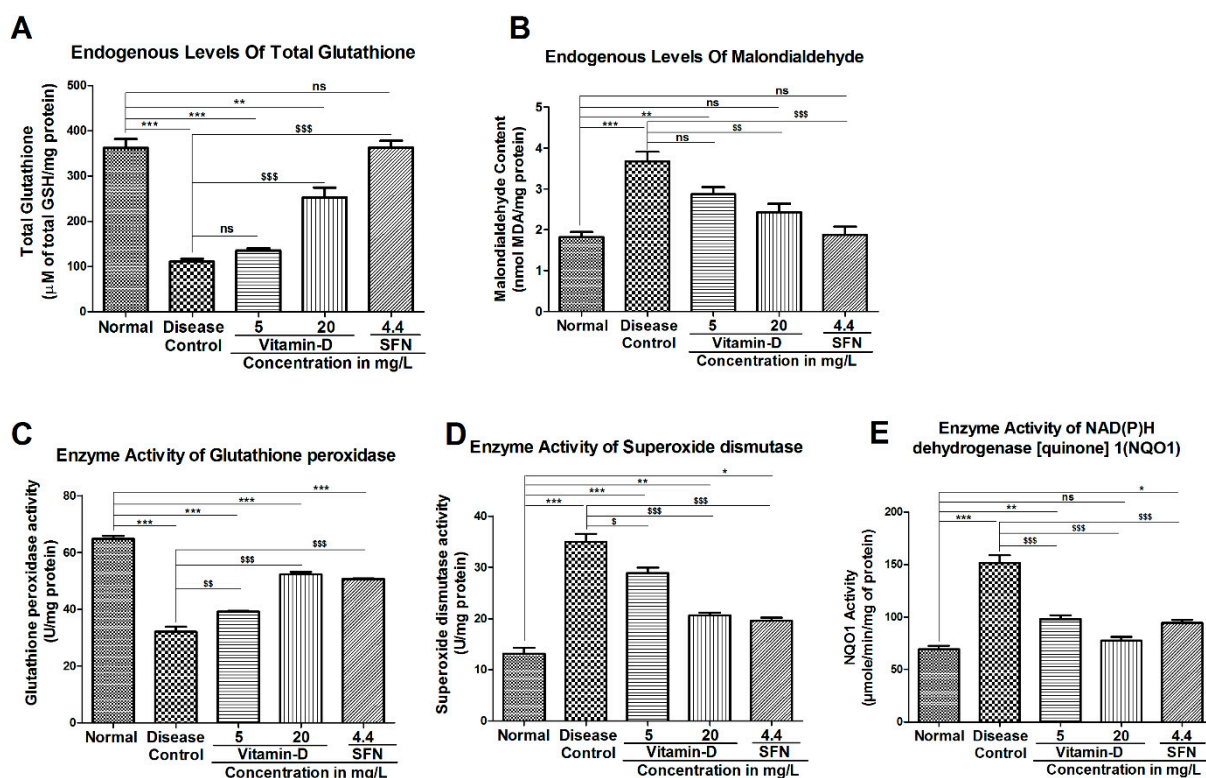 A
Endogenous Levels Of Total Glutathione
Total Glutathione
(µM of total GSH/mg protein)
500
400
300
200
100
0
ns
**
***
***
$$$
$$$
ns
Normal
Disease
Control
5
20
4.4
Vitamin-D
SFN
Concentration in mg/L
B
Endogenous Levels Of Malondialdehyde
Malondialdehyde Content
(nmol MDA/mg protein)
5
4
3
2
1
0
ns
ns
**
***
$$$
$$
ns
Normal
Disease
Control
5
20
4.4
Vitamin-D
SFN
Concentration in mg/L
C
Enzyme Activity of Glutathione peroxidase
Glutathione peroxidase activity
(U/mg protein)
80
60
40
20
0
***
***
***
***
$$$
$$$
$$
Normal
Disease
Control
5
20
4.4
Vitamin-D
SFN
Concentration in mg/L
D
Enzyme Activity of Superoxide dismutase
Superoxide dismutase activity
(U/mg protein)
40
30
20
10
0
*
**
***
***
$$$
$$$
$
Normal
Disease
Control
5
20
4.4
Vitamin-D
SFN
Concentration in mg/L
E
Enzyme Activity of NAD(P)H
dehydrogenase [quinone] 1(NQO1)
NQO1 Activity
(µmole/min/mg of protein)
200
150
100
50
0
*
ns
**
***
$$$
$$$
$$$
Normal
Disease
Control
5
20
4.4
Vitamin-D
SFN
Concentration in mg/L